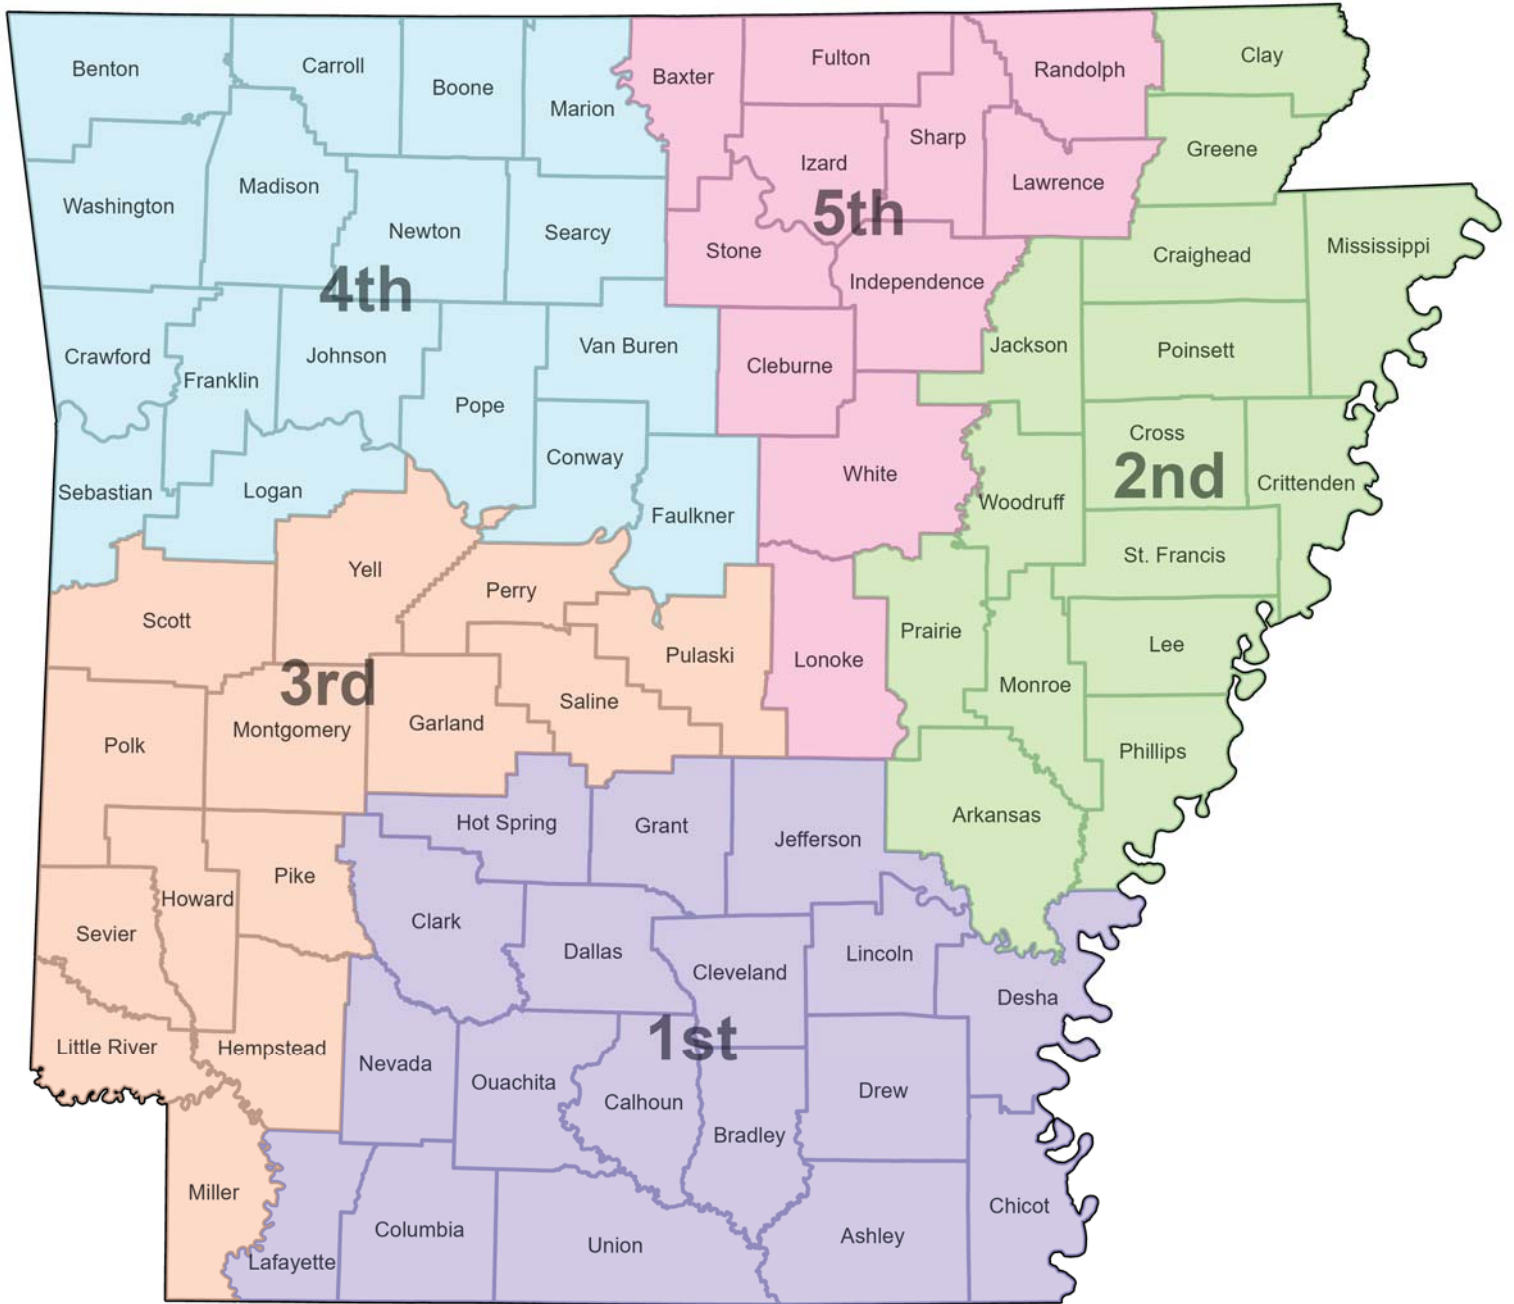 Benton
Carroll
Boone
Marion
Baxter
Fulton
Randolph
Clay
Washington
Madison
Newton
Searcy
Stone
Izard
Sharp
Lawrence
Greene
5th
4th
Independence
Craighead
Mississippi
Crawford
Franklin
Johnson
Pope
Van Buren
Cleburne
Jackson
Poinsett
Sebastian
Logan
Conway
Faulkner
White
Woodruff
Cross
2nd
Crittenden
St. Francis
Scott
Yell
Perry
Pulaski
Lonoke
Prairie
Monroe
Lee
3rd
Polk
Montgomery
Garland
Saline
Phillips
Arkansas
Hot Spring
Grant
Jefferson
Howard
Pike
Clark
Sevier
Dallas
Cleveland
Lincoln
Desha
1st
Little River
Hempstead
Nevada
Ouachita
Calhoun
Bradley
Drew
Miller
Lafayette
Columbia
Union
Ashley
Chicot